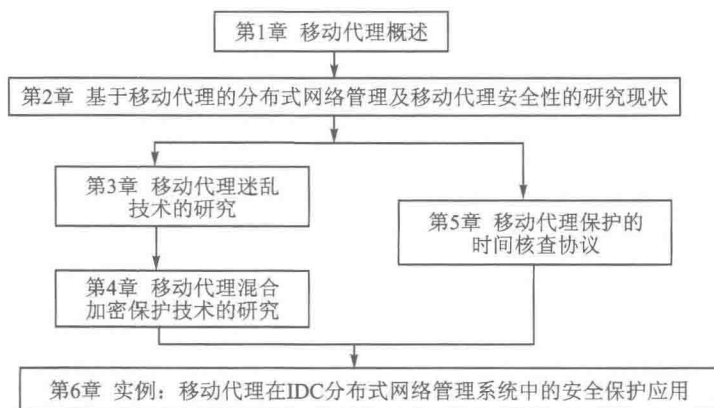 第1章 移动代理概述
第2章 基于移动代理的分布式网络管理及移动代理安全性的研究现状
第3章 移动代理迷乱
技术的研究
第4章 移动代理混合
加密保护技术的研究
第5章 移动代理保护的
时间核查协议
第6章 实例：移动代理在IDC分布式网络管理系统中的安全保护应用